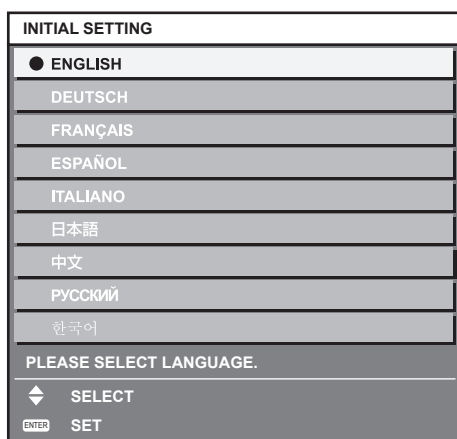 INITIAL SETTING
ENGLISH
DEUTSCH
FRANÇAIS
ESPAÑOL
ITALIANO
日本語
中文
РУССКИЙ
한국어
PLEASE SELECT LANGUAGE.
SELECT
ENTER SET